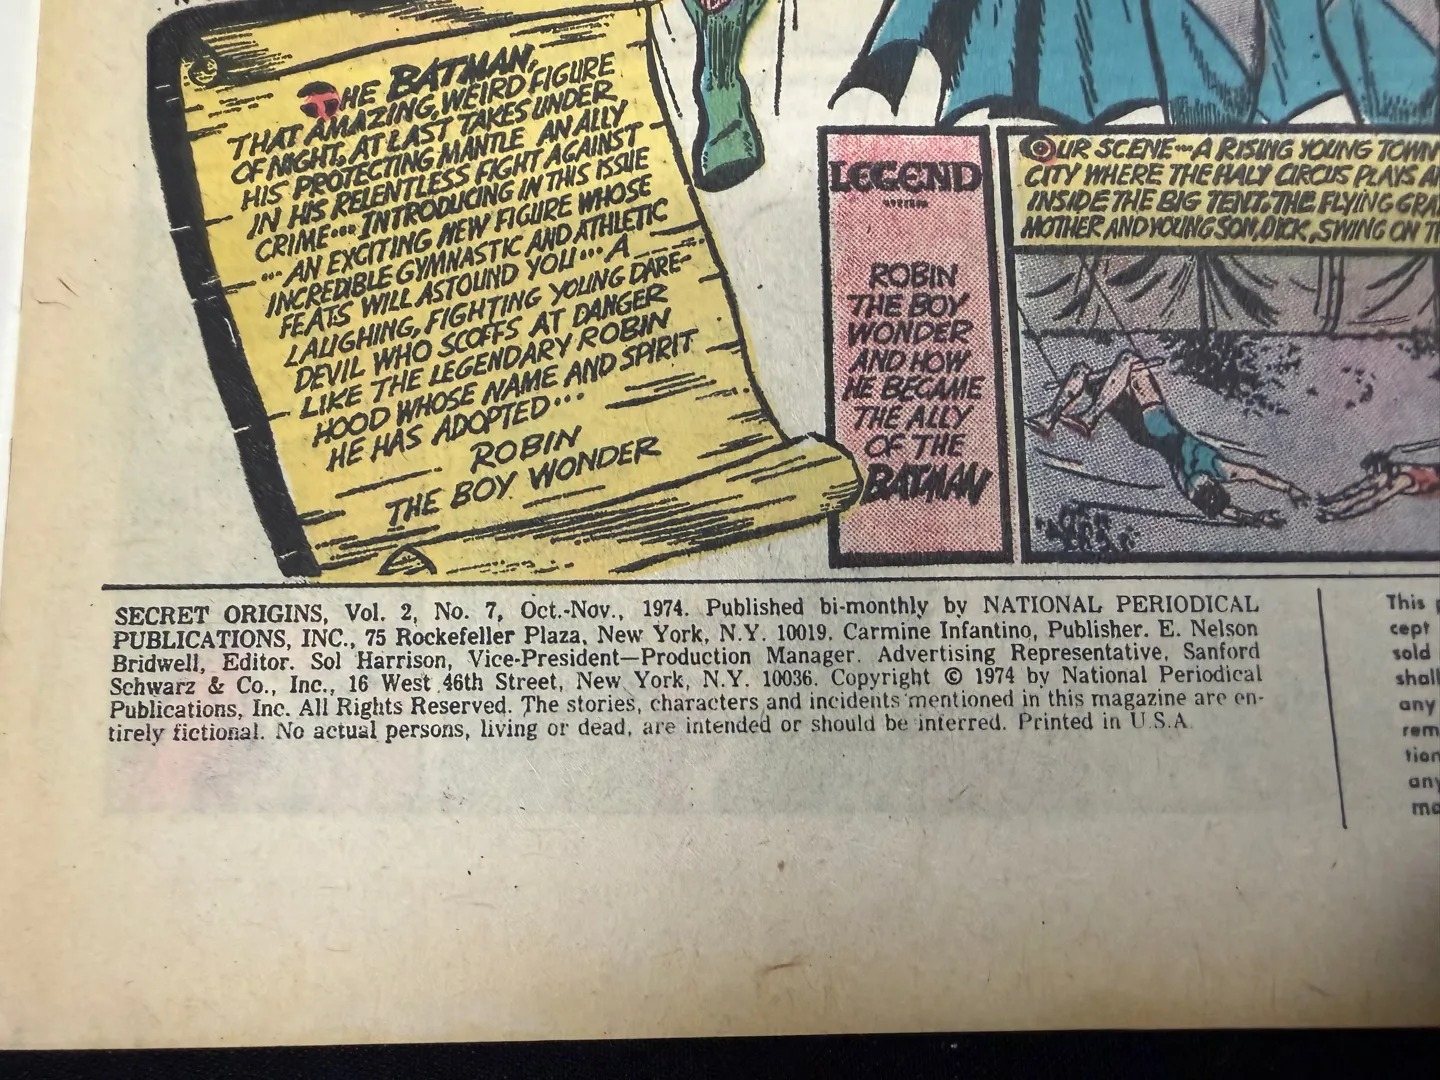 THE BATMAN,
THAT AMAZING, WEIRD FIGURE
OF NIGHT, AT LAST TAKES UNDER
HIS PROTECTING MANTLE AN ALLY
IN HIS RELENTLESS FIGHT AGAINST
CRIME... INTRODUCING IN THIS ISSUE
... AN EXCITING NEW FIGURE WHOSE
INCREDIBLE GYMNASTIC AND ATHLETIC
FEATS WILL ASTOUND YOU... A
LAUGHING, FIGHTING YOUNG DARE-
DEVIL WHO SCOFFS AT DANGER
LIKE THE LEGENDARY ROBIN
HOOD WHOSE NAME AND SPIRIT
HE HAS ADOPTED...
ROBIN
THE BOY WONDER
LEGEND
ROBIN
THE BOY
WONDER
AND HOW
HE BECAME
THE ALLY
OF THE
BATMAN
OUR SCENE... A RISING YOUNG TOWN
CITY WHERE THE HALY CIRCUS PLAYS
INSIDE THE BIG TENT, THE FLYING
MOTHER AND YOUNG SON, DICK, SWING ON
SECRET ORIGINS, Vol. 2, No. 7, Oct.-Nov., 1974. Published bi-monthly by NATIONAL PERIODICAL
PUBLICATIONS, INC., 75 Rockefeller Plaza, New York, N.Y. 10019. Carmine Infantino, Publisher. E. Nelson
Bridwell, Editor. Sol Harrison, Vice-President—Production Manager. Advertising Representative, Sanford
Schwarz & Co., Inc., 16 West 46th Street, New York, N.Y. 10036. Copyright © 1974 by National Periodical
Publications, Inc. All Rights Reserved. The stories, characters and incidents mentioned in this magazine are en-
tirely fictional. No actual persons, living or dead, are intended or should be inferred. Printed in U.S.A.
This
cept
sold
shall
any
rem
tion
any